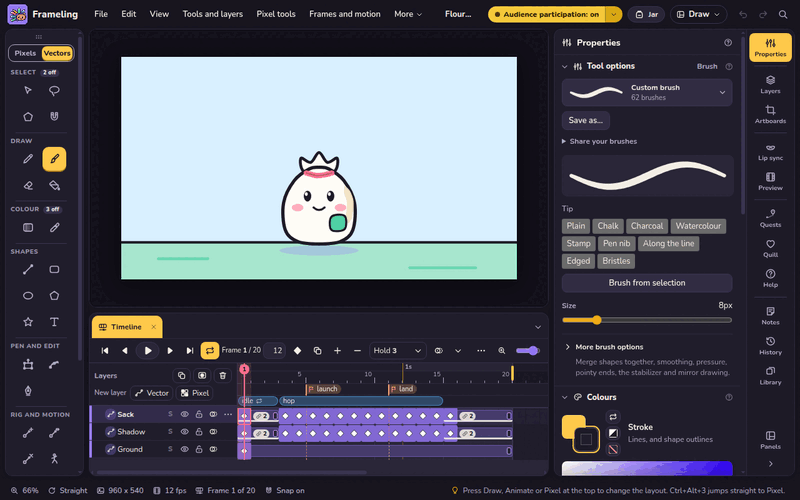 Frameling
File
Edit
View
Tools and layers
Pixel tools
Frames and motion
More
Flour...
Audience participation: on
Jar
Draw
Pixels
Vectors
SELECT
2 off
DRAW
COLOUR
3 off
SHAPES
T
PEN AND EDIT
RIG AND MOTION
Properties
Tool options
Brush
Custom brush
62 brushes
Save as...
Share your brushes
Tip
Plain
Chalk
Charcoal
Watercolour
Stamp
Pen nib
Along the line
Edged
Bristles
Brush from selection
Size
8px
More brush options
Merge shapes together, smoothing, pressure,
pointy ends, the stabilizer and mirror drawing.
Colours
Stroke
Lines, and shape outlines
Properties
Layers
Artboards
Lip sync
Preview
Quests
Quill
Help
Notes
History
Library
Panels
Timeline
Frame 1 / 20
12
Hold 3
Layers
1
5
10
1s
15
20
New layer
Vector
Pixel
launch
land
idle
hop
Sack
S
2
2
Shadow
S
2
2
Ground
S
66%
Straight
960 x 540
12 fps
Frame 1 of 20
Snap on
Press Draw, Animate or Pixel at the top to change the layout. Ctrl+Alt+3 jumps straight to Pixel.